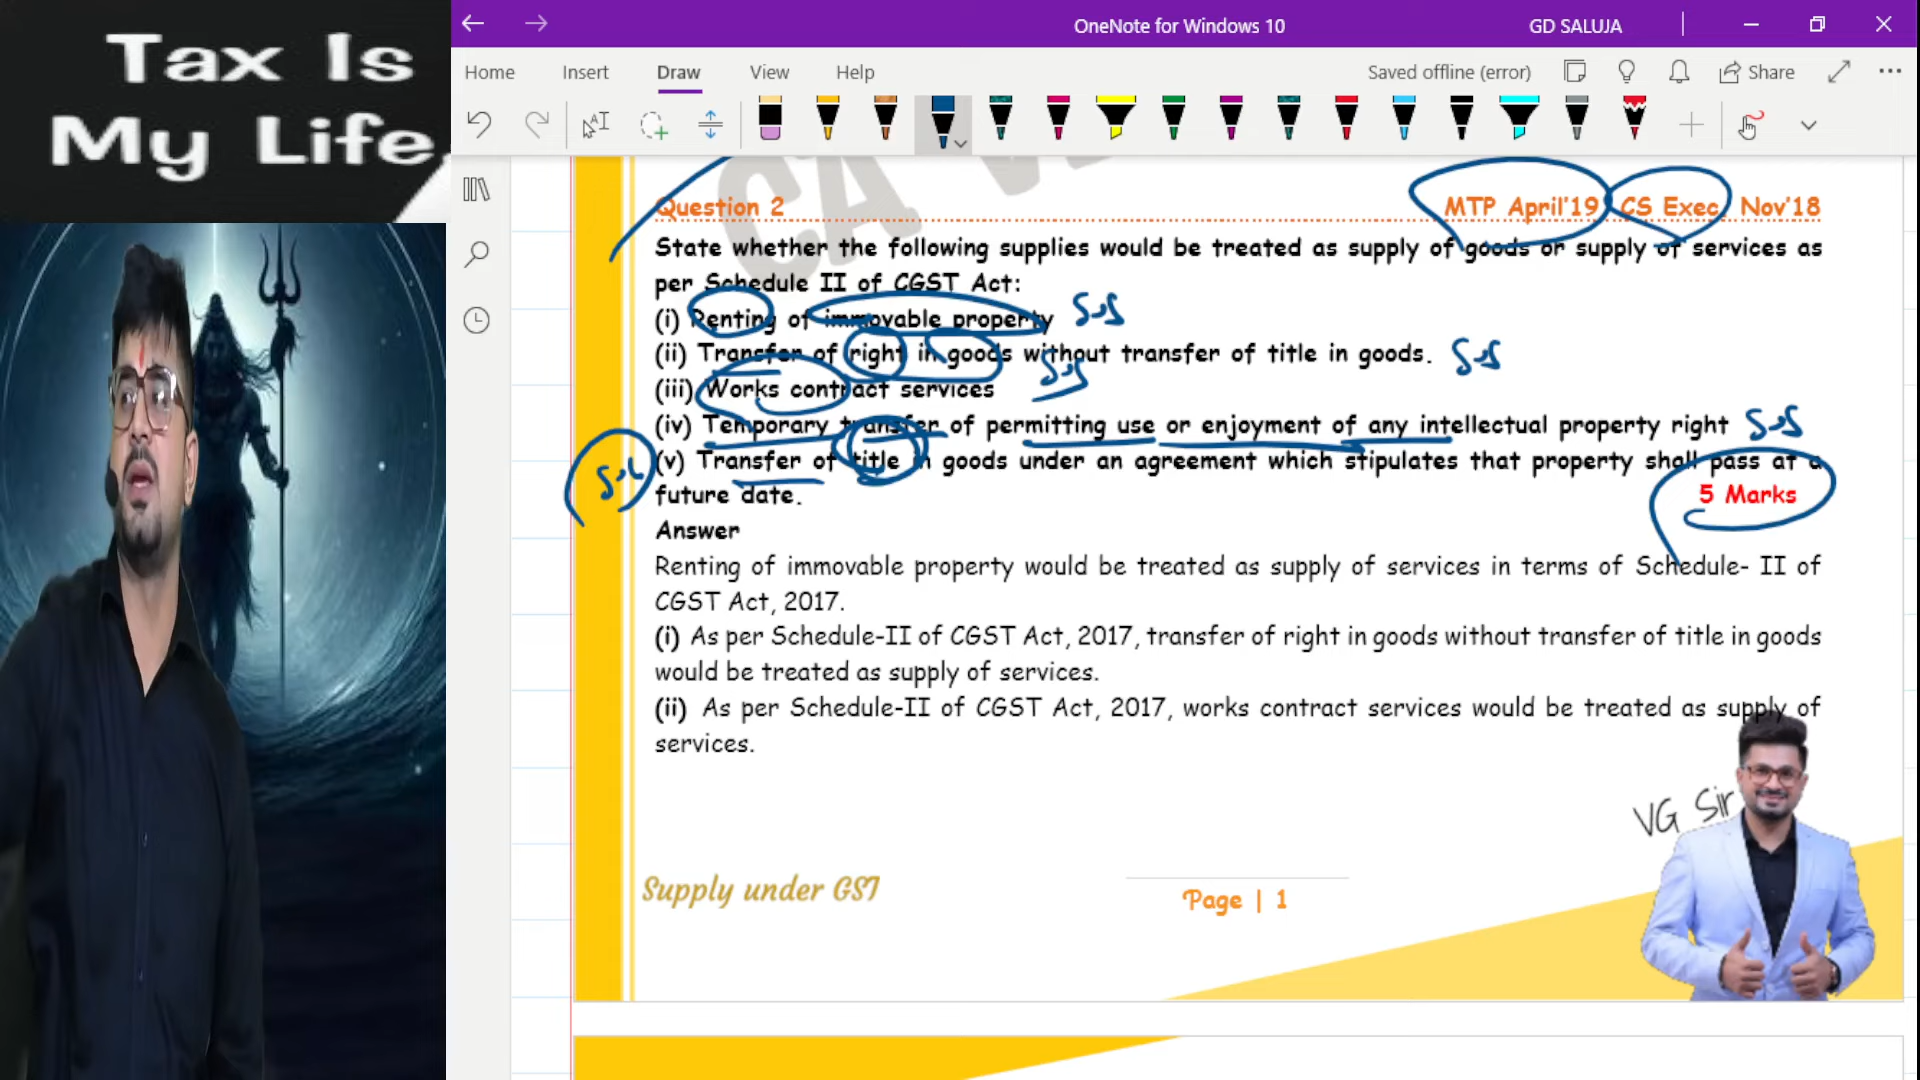 Tax Is
My Life.
OneNote for Windows 10
GD SALUJA
Home Insert Draw View Help
Saved offline (error)
Share
CA V
Question 2
MTP April'19, CS Exec. Nov'18
State whether the following supplies would be treated as supply of goods or supply of services as
per Schedule II of CGST Act:
(i) Renting of immovable property S.S
(ii) Transfer of right in goods without transfer of title in goods. S.S
(iii) Works contract services S.S
(iv) Temporary transfer of permitting use or enjoyment of any intellectual property right S.S
(v) Transfer of title in goods under an agreement which stipulates that property shall pass at a
future date.
5 Marks
Answer
Renting of immovable property would be treated as supply of services in terms of Schedule- II of
CGST Act, 2017.
(i) As per Schedule-II of CGST Act, 2017, transfer of right in goods without transfer of title in goods
would be treated as supply of services.
(ii) As per Schedule-II of CGST Act, 2017, works contract services would be treated as supply of
services.
VG Sir
Supply under GST
Page | 1